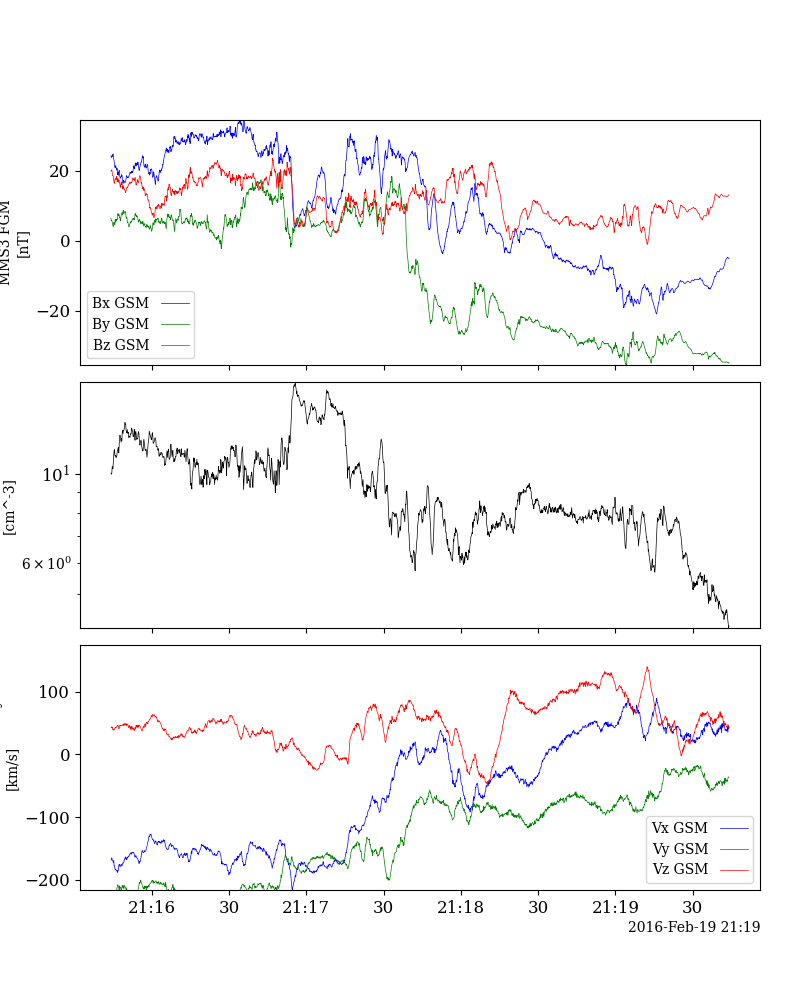 MMS3 FGM
[nT]
20
0
−20
Bx GSM
By GSM
Bz GSM
[cm^-3]
10^1
6 × 10^0
[km/s]
100
0
−100
−200
Vx GSM
Vy GSM
Vz GSM
21:16 30 21:17 30 21:18 30 21:19 30
2016-Feb-19 21:19